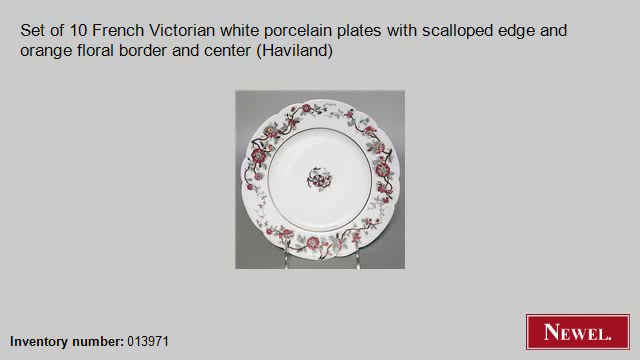 Set of 10 French Victorian white porcelain plates with scalloped edge and
orange floral border and center (Haviland)
Inventory number: 013971
NEWEL.